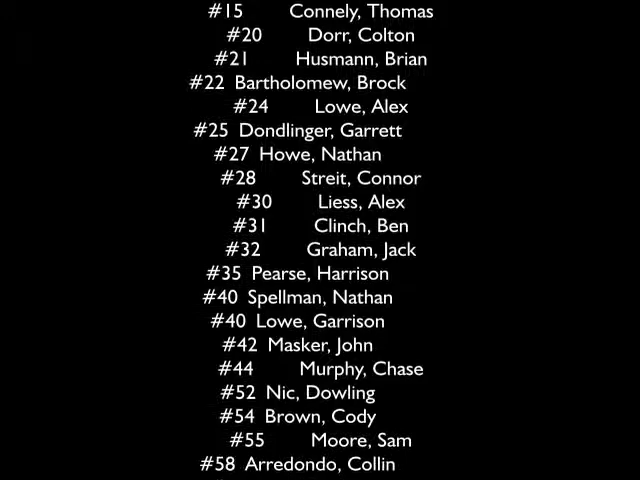 #15 Connely, Thomas
#20 Dorr, Colton
#21 Husmann, Brian
#22 Bartholomew, Brock
#24 Lowe, Alex
#25 Dondlinger, Garrett
#27 Howe, Nathan
#28 Streit, Connor
#30 Liess, Alex
#31 Clinch, Ben
#32 Graham, Jack
#35 Pearse, Harrison
#40 Spellman, Nathan
#40 Lowe, Garrison
#42 Masker, John
#44 Murphy, Chase
#52 Nic, Dowling
#54 Brown, Cody
#55 Moore, Sam
#58 Arredondo, Collin